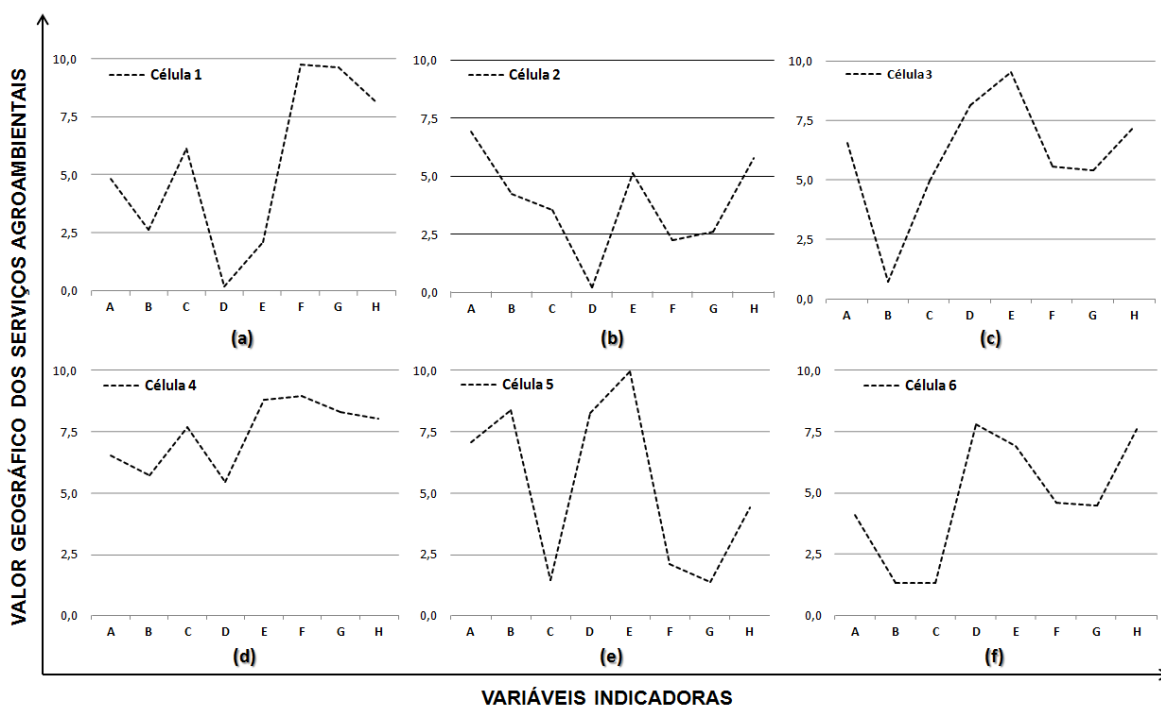 VALOR GEOGRÁFICO DOS SERVIÇOS AGROAMBIENTAIS
10,0
7,5
5,0
2,5
0,0
Célula 1
A B C D E F G H
(a)
10,0
7,5
5,0
2,5
0,0
Célula 2
A B C D E F G H
(b)
10,0
7,5
5,0
2,5
0,0
Célula 3
A B C D E F G H
(c)
10,0
7,5
5,0
2,5
0,0
Célula 4
A B C D E F G H
(d)
10,0
7,5
5,0
2,5
0,0
Célula 5
A B C D E F G H
(e)
10,0
7,5
5,0
2,5
0,0
Célula 6
A B C D E F G H
(f)
VARIÁVEIS INDICADORAS